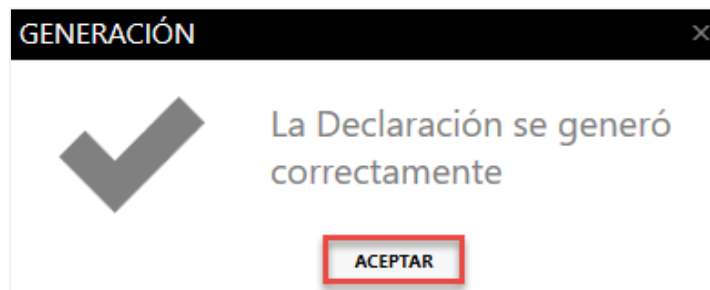 GENERACIÓN
La Declaración se generó
correctamente
ACEPTAR